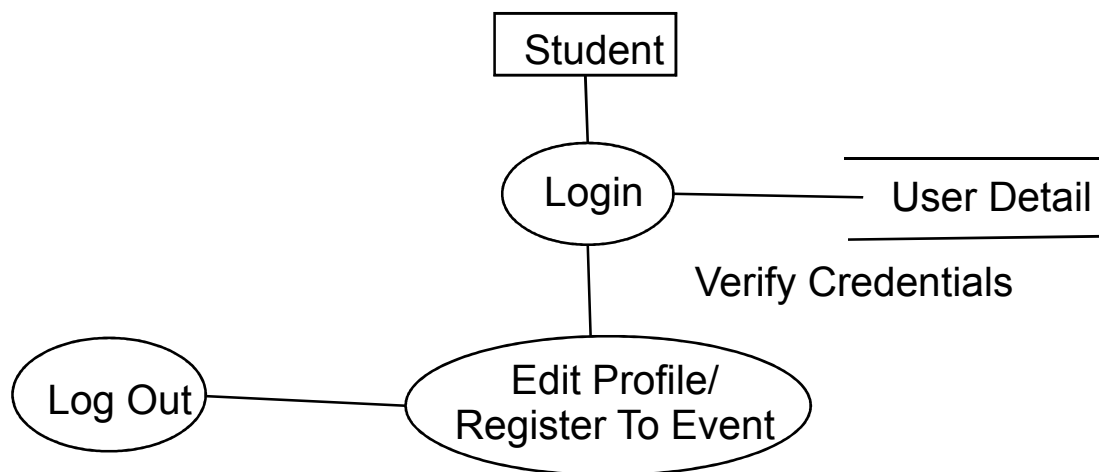 Student
Login
User Detail
Verify Credentials
Edit Profile/
Register To Event
Log Out